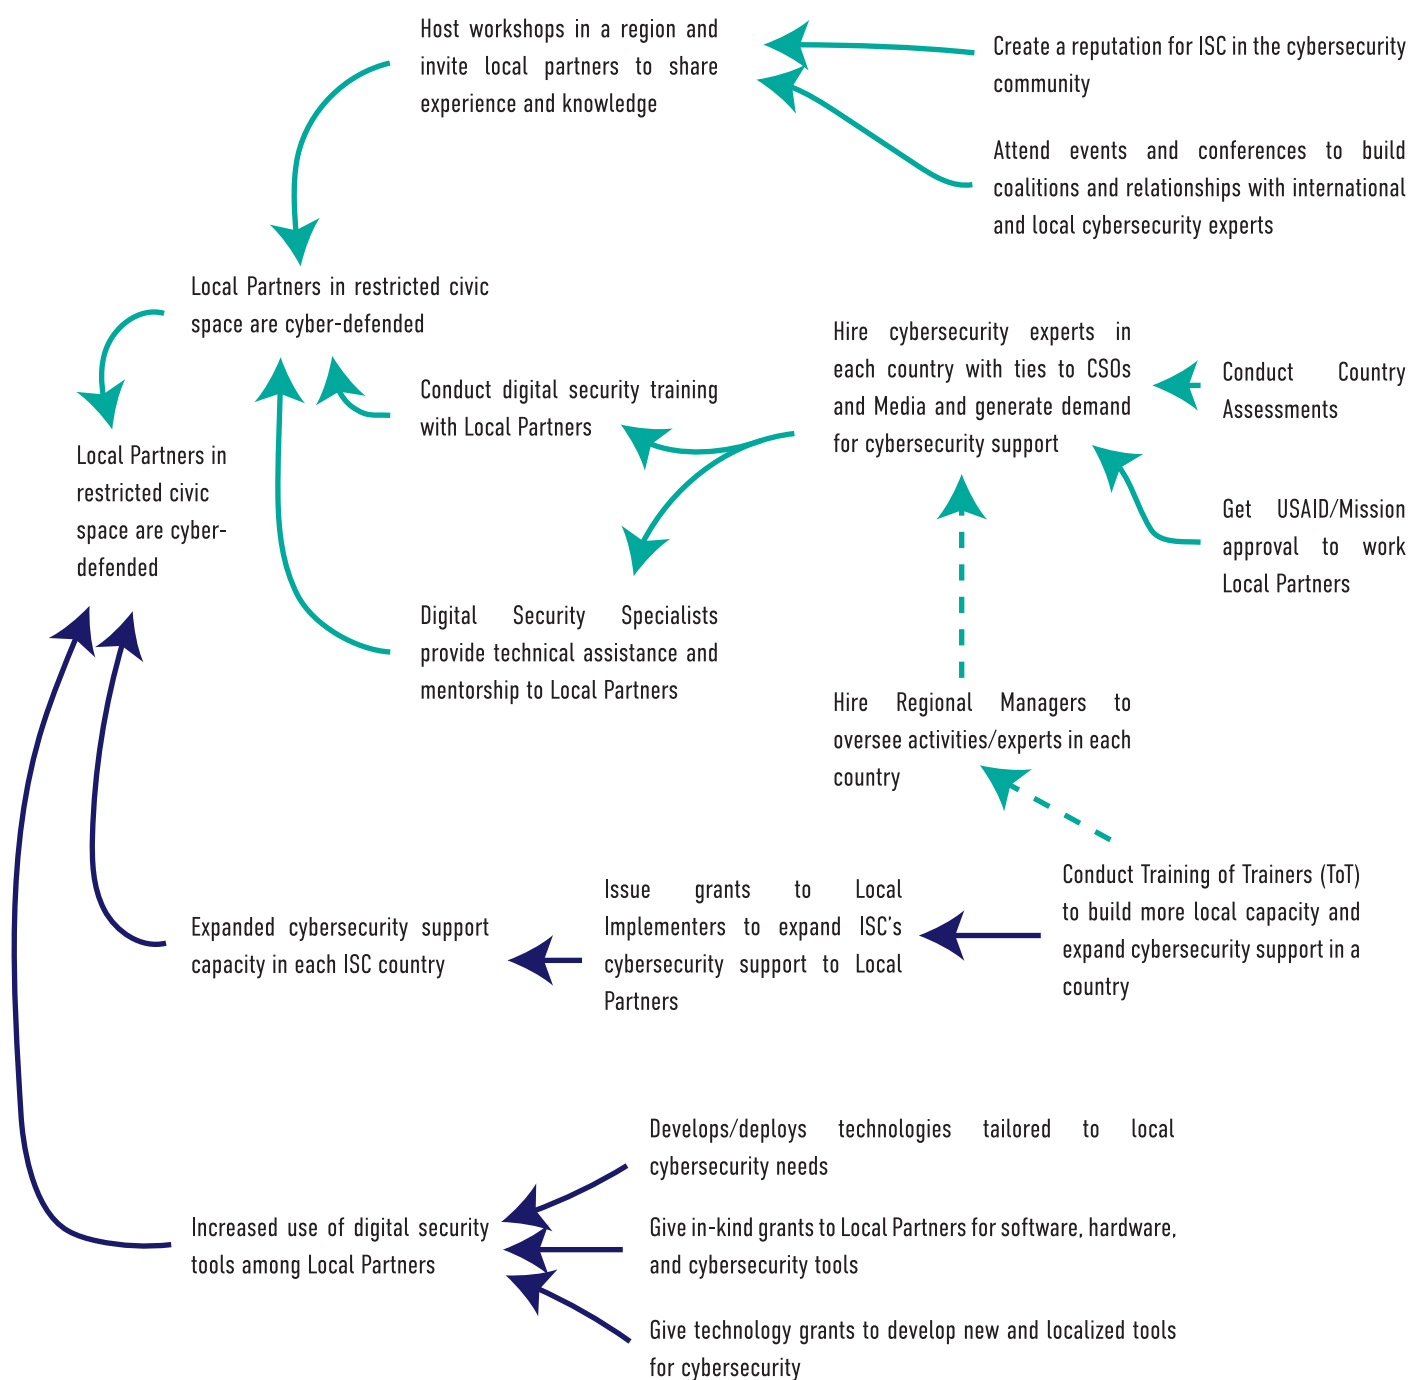 Host workshops in a region and
invite local partners to share
experience and knowledge
Create a reputation for ISC in the cybersecurity
community
Attend events and conferences to build
coalitions and relationships with international
and local cybersecurity experts
Local Partners in restricted civic
space are cyber-defended
Hire cybersecurity experts in
each country with ties to CSOs
and Media and generate demand
for cybersecurity support
Conduct Country
Assessments
Conduct digital security training
with Local Partners
Local Partners in
restricted civic
space are cyber-
defended
Get USAID/Mission
approval to work
Local Partners
Digital Security Specialists
provide technical assistance and
mentorship to Local Partners
Hire Regional Managers to
oversee activities/experts in each
country
Conduct Training of Trainers (ToT)
to build more local capacity and
expand cybersecurity support in a
country
Issue grants to Local
Implementers to expand ISC's
cybersecurity support to Local
Partners
Expanded cybersecurity support
capacity in each ISC country
Develops/deploys technologies tailored to local
cybersecurity needs
Increased use of digital security
tools among Local Partners
Give in-kind grants to Local Partners for software, hardware,
and cybersecurity tools
Give technology grants to develop new and localized tools
for cybersecurity